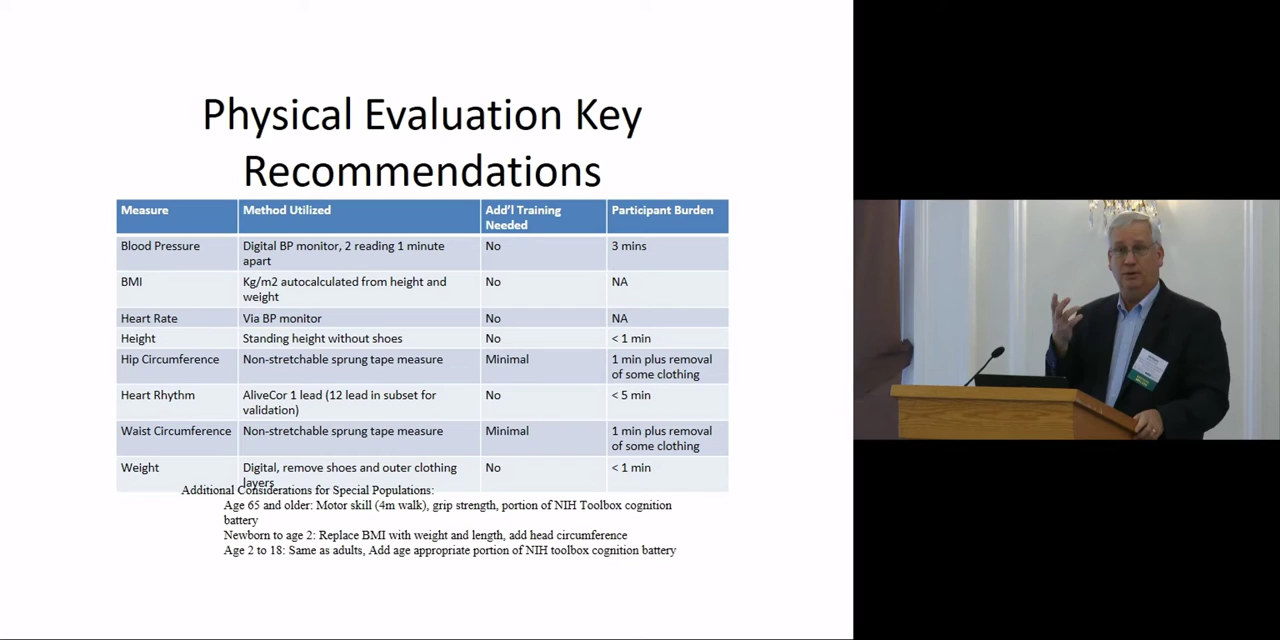 Physical Evaluation Key
Recommendations
Measure
Method Utilized
Add'l Training
Needed
Participant Burden
Blood Pressure
Digital BP monitor, 2 reading 1 minute
apart
No
3 mins
BMI
Kg/m2 autocalculated from height and
weight
No
NA
Heart Rate
Via BP monitor
No
NA
Height
Standing height without shoes
No
< 1 min
Hip Circumference
Non-stretchable sprung tape measure
Minimal
1 min plus removal
of some clothing
Heart Rhythm
AliveCor 1 lead (12 lead in subset for
validation)
No
< 5 min
Waist Circumference
Non-stretchable sprung tape measure
Minimal
1 min plus removal
of some clothing
Weight
Digital, remove shoes and outer clothing
layers
No
< 1 min
Additional Considerations for Special Populations:
Age 65 and older: Motor skill (4m walk), grip strength, portion of NIH Toolbox cognition
battery
Newborn to age 2: Replace BMI with weight and length, add head circumference
Age 2 to 18: Same as adults, Add age appropriate portion of NIH toolbox cognition battery